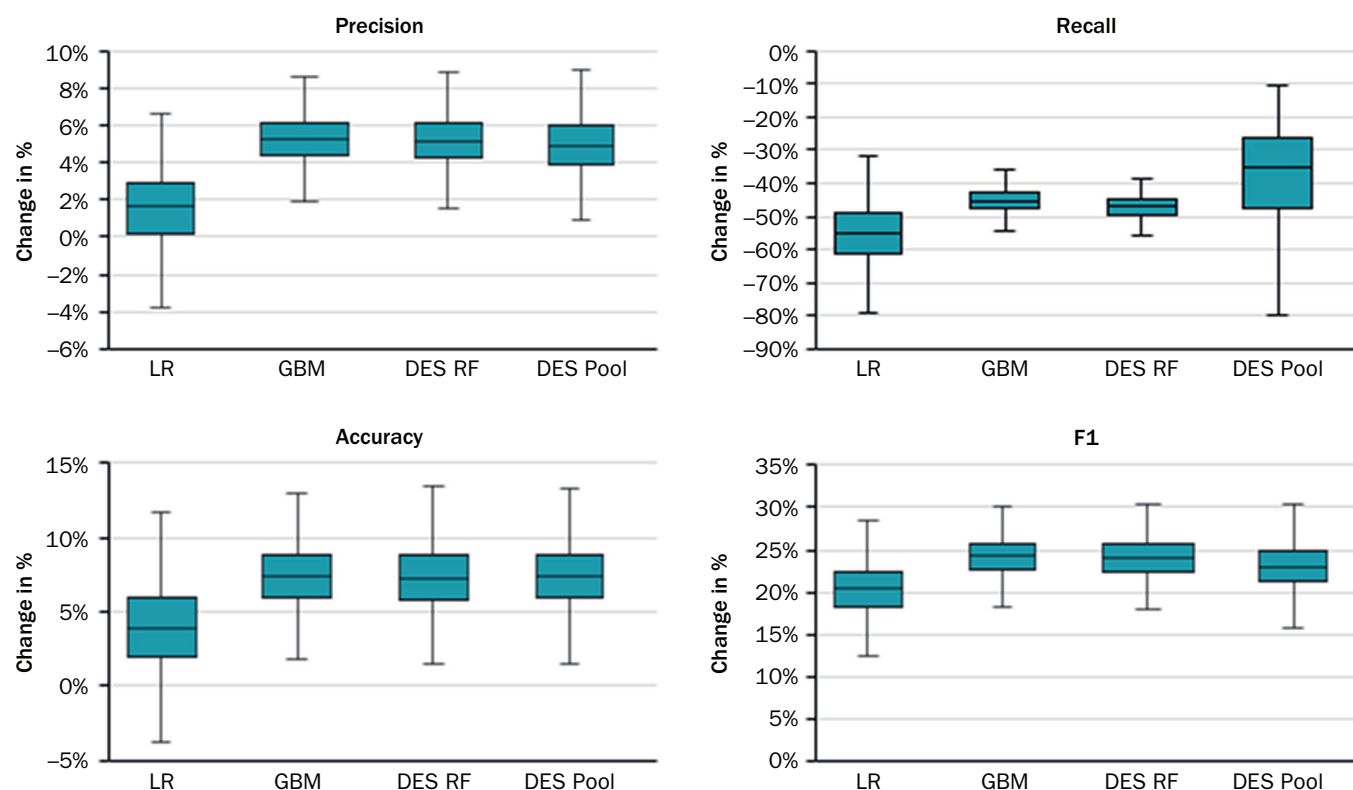 Precision
Change in %
10%
8%
6%
4%
2%
0%
–2%
–4%
–6%
LR GBM DES RF DES Pool
Recall
Change in %
0%
–10%
–20%
–30%
–40%
–50%
–60%
–70%
–80%
–90%
LR GBM DES RF DES Pool
Accuracy
Change in %
15%
10%
5%
0%
–5%
LR GBM DES RF DES Pool
F1
Change in %
35%
30%
25%
20%
15%
10%
5%
0%
LR GBM DES RF DES Pool